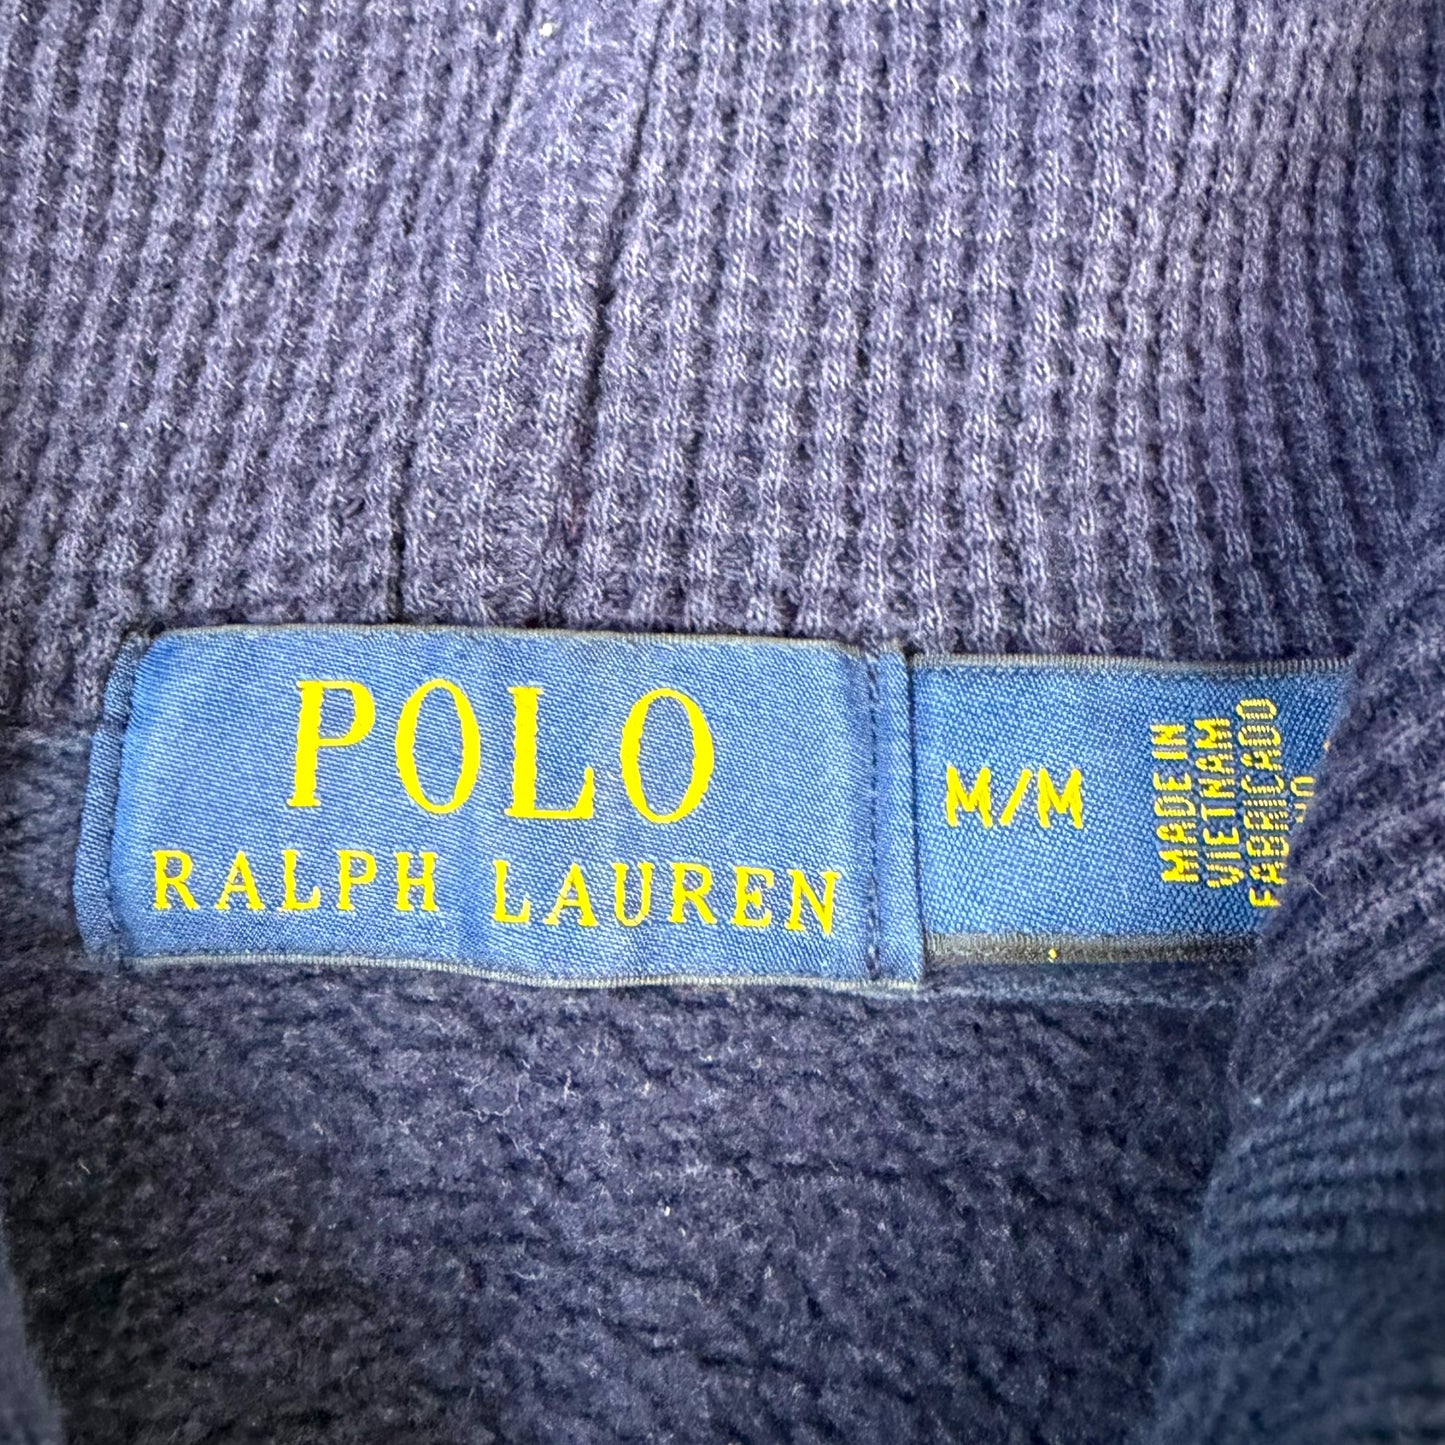 POLO
RALPH LAUREN
M/M
MADE IN
VIETNAM
FABRICADO